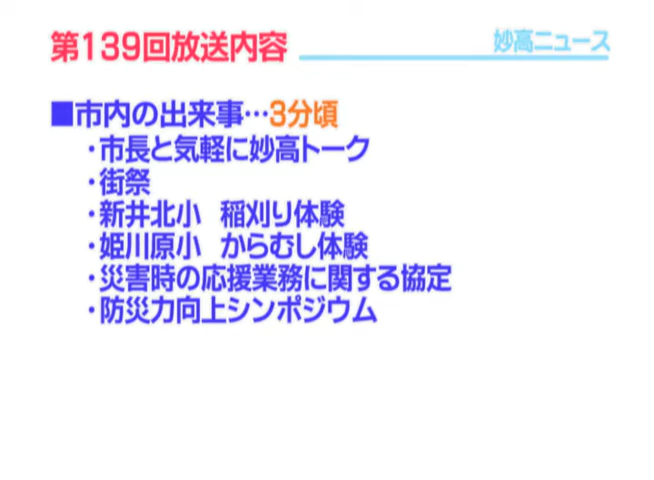 第139回放送内容
妙高ニュース
■市内の出来事…3分頃
・市長と気軽に妙高トーク
・街祭
・新井北小 稲刈り体験
・姫川原小 からむし体験
・災害時の応援業務に関する協定
・防災力向上シンポジウム